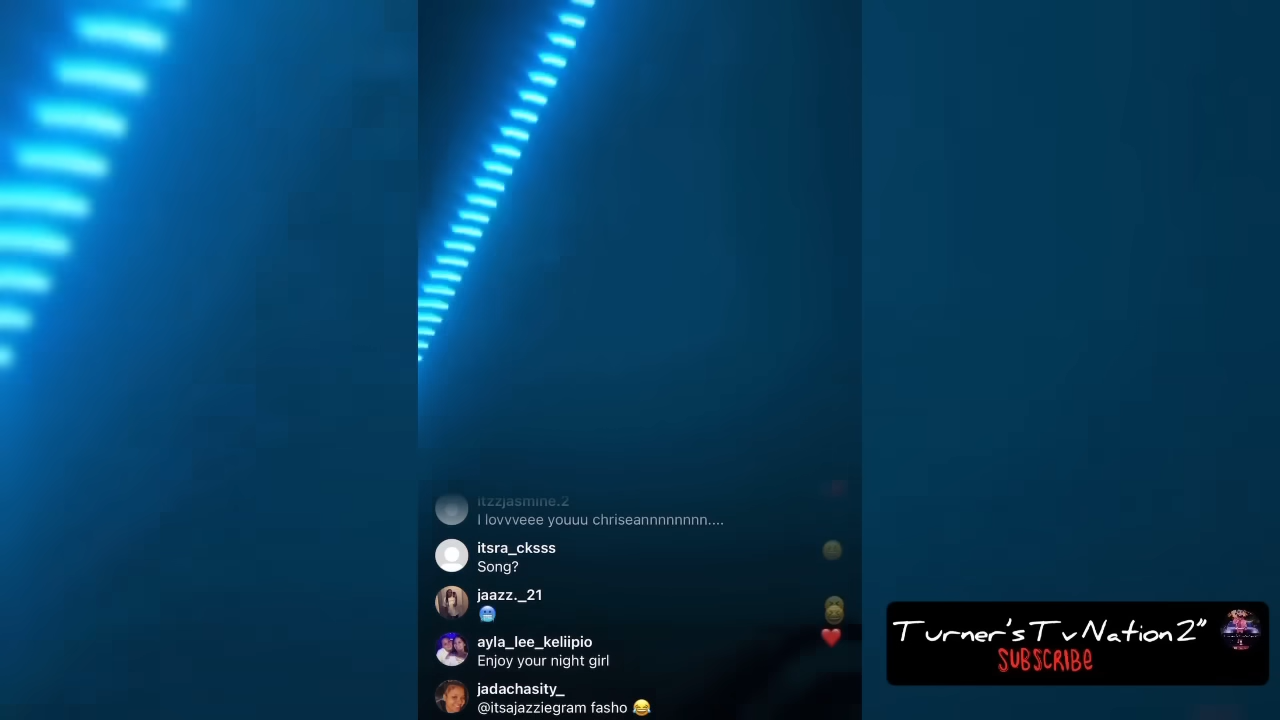 itzzjasmine.2
I lovvveee youuu chriseannnnnnnn....
itsra_cksss
Song?
jaazz._21
🥶
ayla_lee_keliipio
Enjoy your night girl
jadachasity_
@itsajazziegram fasho 😂
Turner's Tv Nation 2"
SUBSCRIBE